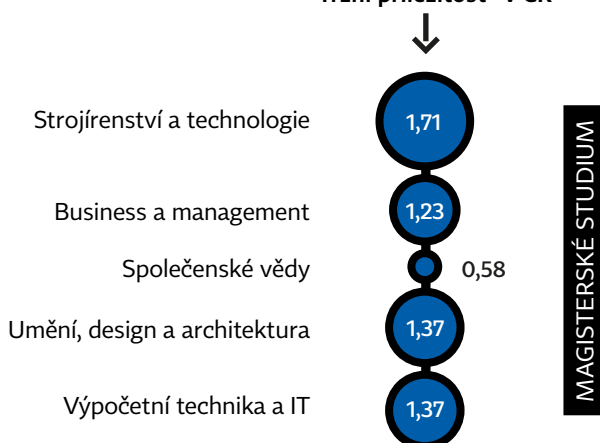 Strojírenství a technologie
1,71
Business a management
1,23
Společenské vědy
0,58
Umění, design a architektura
1,37
Výpočetní technika a IT
1,37
MAGISTERSKÉ STUDIUM